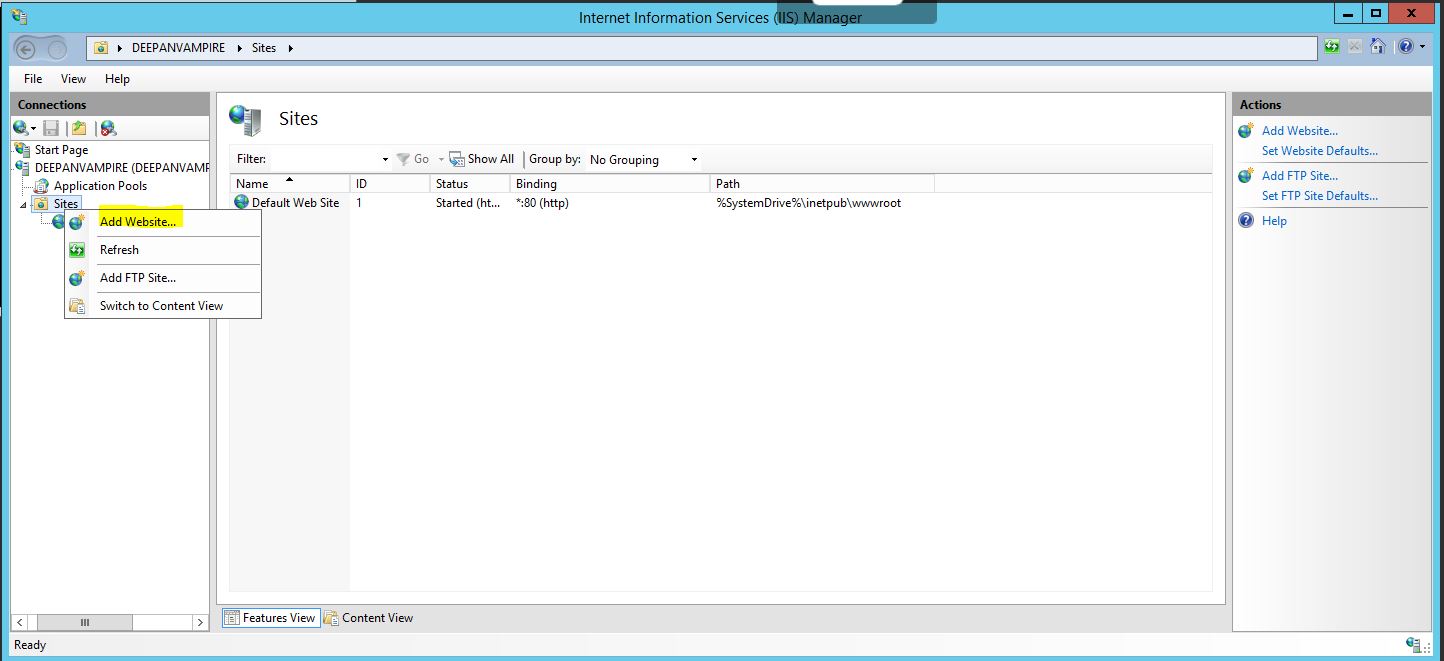 Internet Information Services (IIS) Manager
DEEPANVAMPIRE Sites
File View Help
Connections
Start Page
DEEPANVAMPIRE (DEEPANVAMP
Application Pools
Sites
Add Website...
Refresh
Add FTP Site...
Switch to Content View
Sites
Filter: Go Show All Group by: No Grouping
Name ID Status Binding Path
Default Web Site 1 Started (ht... *:80 (http) %SystemDrive%\inetpub\wwwroot
Features View Content View
Actions
Add Website...
Set Website Defaults...
Add FTP Site...
Set FTP Site Defaults...
Help
Ready